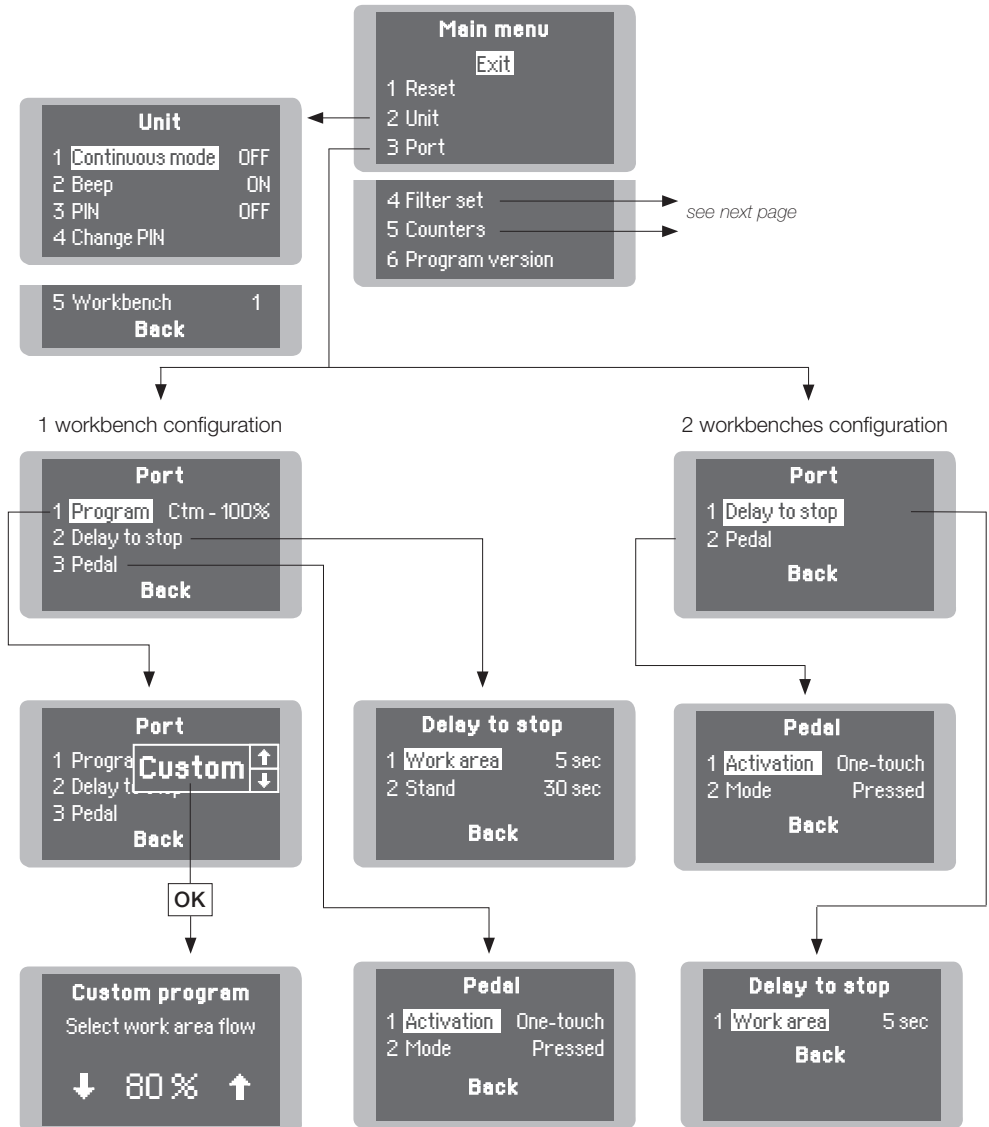 Main menu
Exit
1 Reset
2 Unit
3 Port
4 Filter set
5 Counters
6 Program version
see next page
Unit
1 Continuous mode OFF
2 Beep ON
3 PIN OFF
4 Change PIN
5 Workbench 1
Back
1 workbench configuration
Port
1 Program Ctm - 100%
2 Delay to stop
3 Pedal
Back
2 workbenches configuration
Port
1 Delay to stop
2 Pedal
Back
Port
1 Progra
Custom
2 Delay t
3 Pedal
Back
OK
Delay to stop
1 Work area 5 sec
2 Stand 30 sec
Back
Pedal
1 Activation One-touch
2 Mode Pressed
Back
Custom program
Select work area flow
80 %
Pedal
1 Activation One-touch
2 Mode Pressed
Back
Delay to stop
1 Work area 5 sec
Back